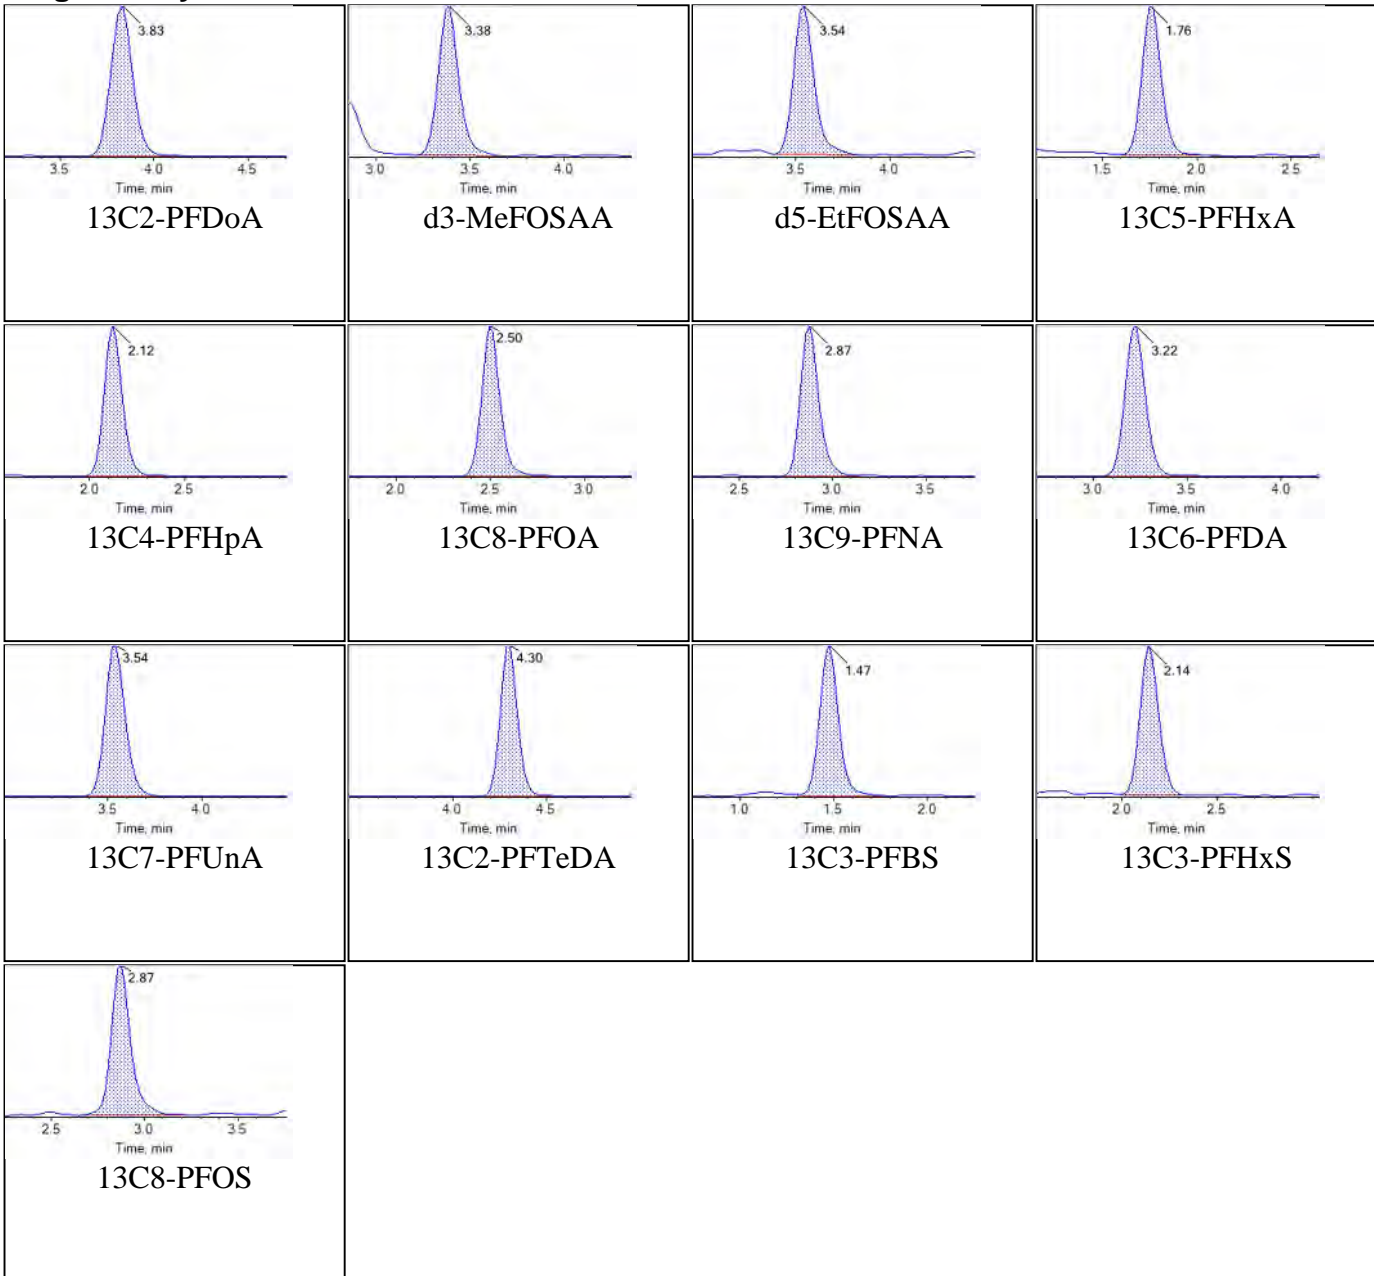 3.83
3.5 4.0 4.5
Time, min
13C2-PFDoA
3.38
3.0 3.5 4.0
Time, min
d3-MeFOSAA
3.54
3.5 4.0
Time, min
d5-EtFOSAA
1.76
1.5 2.0 2.5
Time, min
13C5-PFHxA
2.12
2.0 2.5
Time, min
13C4-PFHpA
2.50
2.0 2.5 3.0
Time, min
13C8-PFOA
2.87
2.5 3.0 3.5
Time, min
13C9-PFNA
3.22
3.0 3.5 4.0
Time, min
13C6-PFDA
3.54
3.5 4.0
Time, min
13C7-PFUnA
4.30
4.0 4.5
Time, min
13C2-PFTeDA
1.47
1.0 1.5 2.0
Time, min
13C3-PFBS
2.14
2.0 2.5
Time, min
13C3-PFHxS
2.87
2.5 3.0 3.5
Time, min
13C8-PFOS